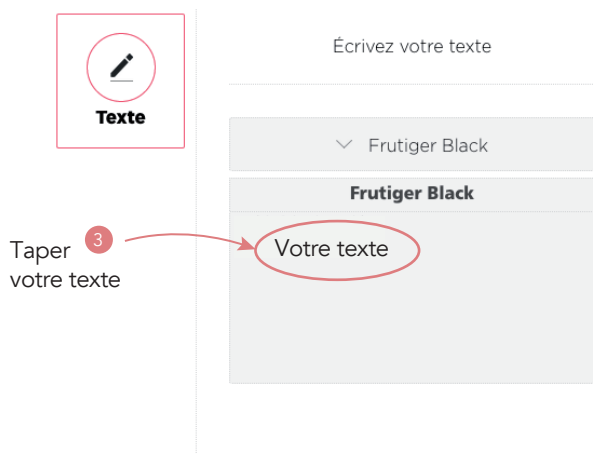 Écrivez votre texte
Texte
Frutiger Black
Frutiger Black
3
Votre texte
Taper
votre texte